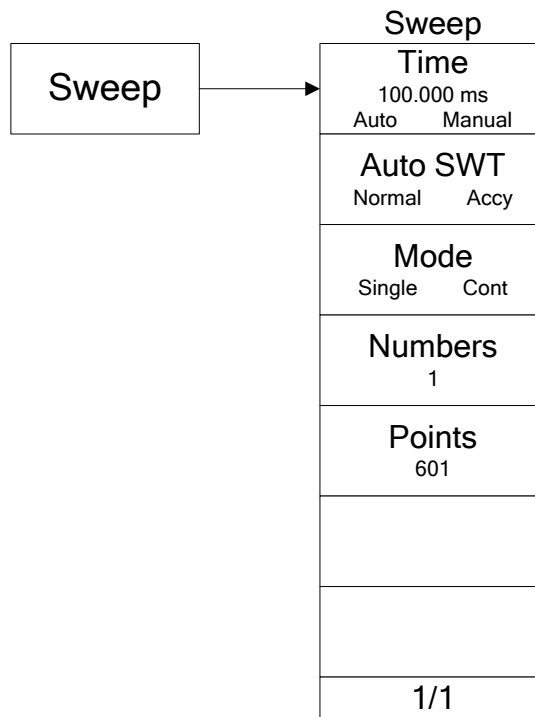 Sweep
Sweep
Time
100.000 ms
Auto Manual
Auto SWT
Normal Accy
Mode
Single Cont
Numbers
1
Points
601
1/1